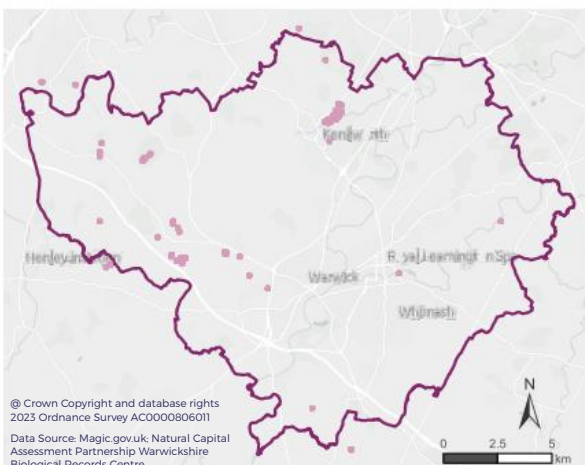 Warwick
N
0 2.5 5
km
@ Crown Copyright and database rights
2023 Ordnance Survey AC0000806011
Data Source: Magic.gov.uk; Natural Capital
Assessment Partnership Warwickshire
Biological Records Centre